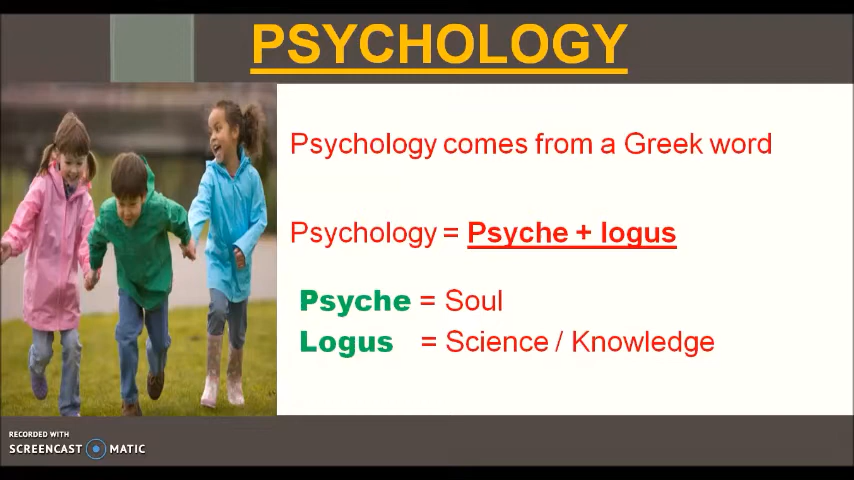 PSYCHOLOGY
Psychology comes from a Greek word
Psychology = Psyche + logus
Psyche = Soul
Logus = Science / Knowledge
RECORDED WITH
SCREENCAST MATIC